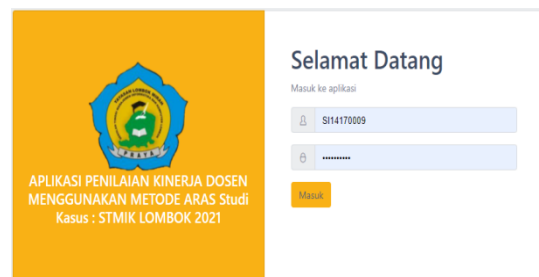 APLIKASI PENILAIAN KINERJA DOSEN
MENGGUNAKAN METODE ARAS Studi
Kasus : STMIK LOMBOK 2021
Selamat Datang
Masuk ke aplikasi
SI14170009
••••••••••
Masuk